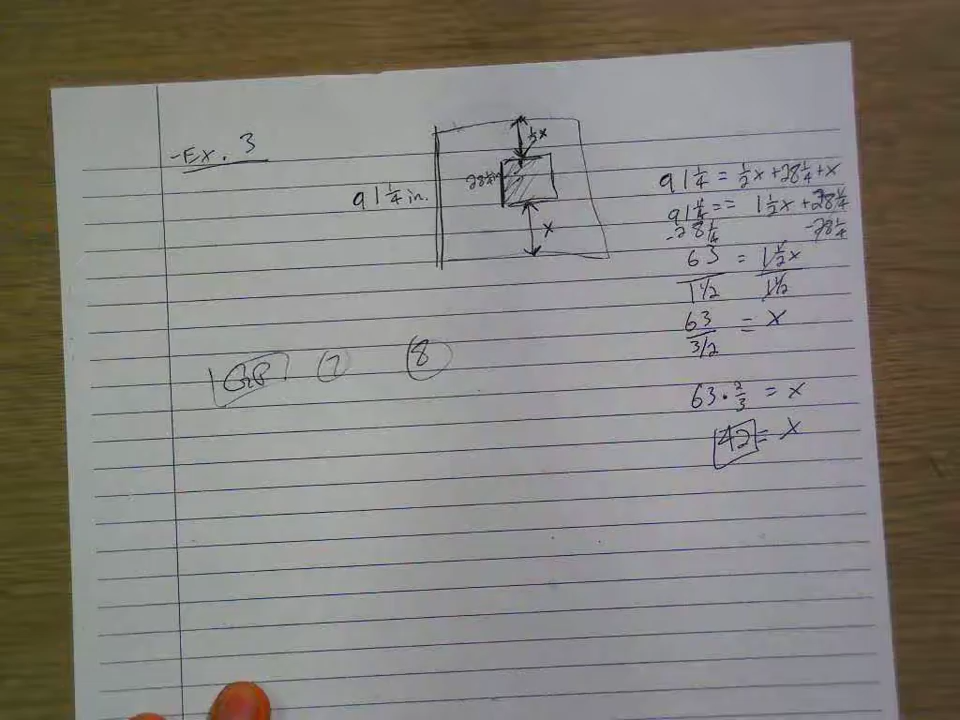 -Ex. 3
½x
28¼in
91¼ in.
x
91¼ = ½x+28¼+x
91¼ == 1½x+28¼
-28¼ -28¼
63 = 1½x
1½ 1½
63 = x
3/2
63 · 2/3 = x
42 = x
7 8